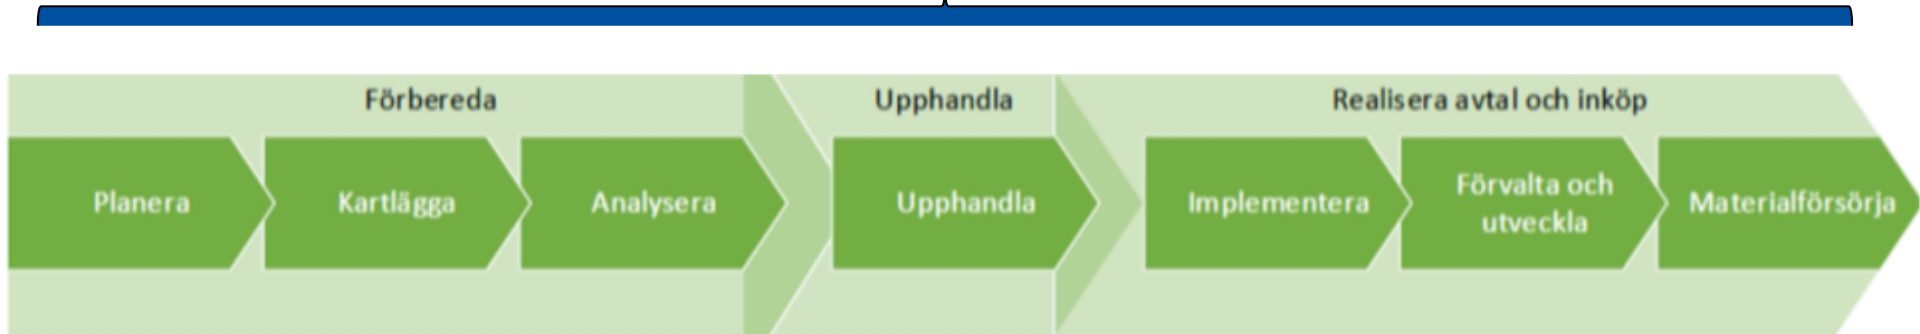 Förbereda
Upphandla
Realisera avtal och inköp
Planera
Kartlägga
Analysera
Upphandla
Implementera
Förvalta och
utveckla
Materialförsörja